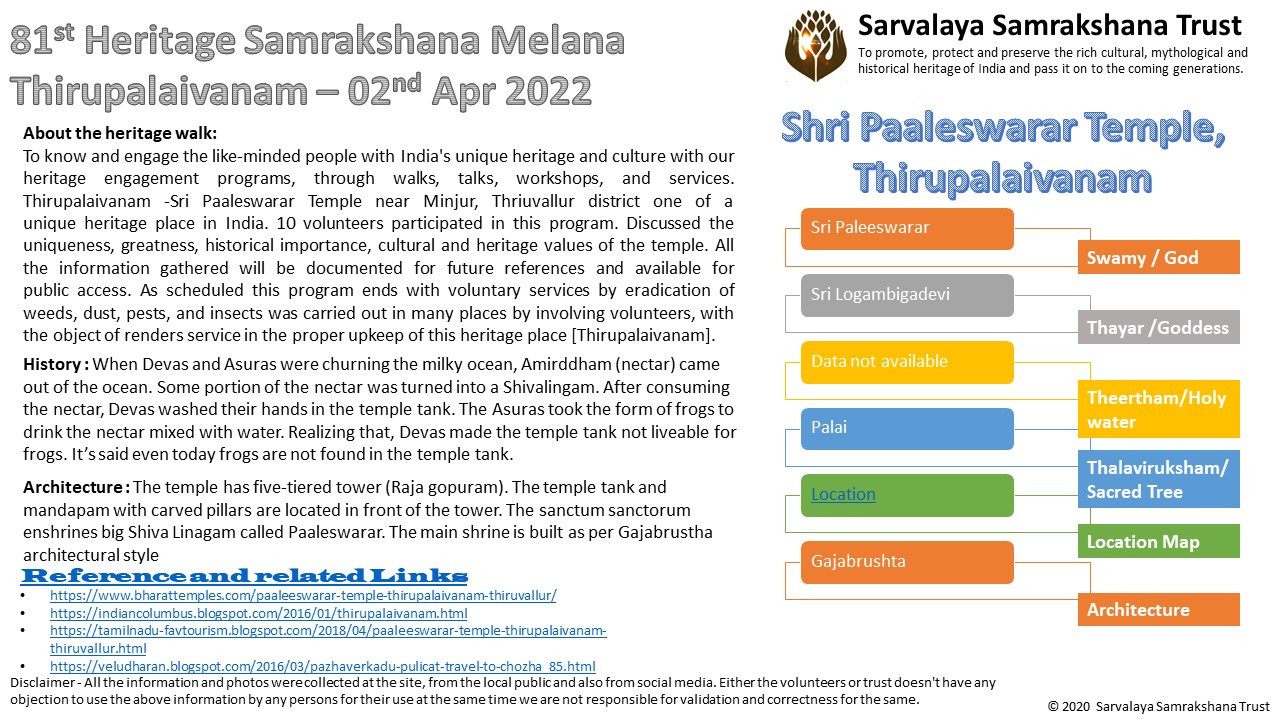 81st Heritage Samrakshana Melana
Thirupalaivanam – 02nd Apr 2022
Sarvalaya Samrakshana Trust
To promote, protect and preserve the rich cultural, mythological and
historical heritage of India and pass it on to the coming generations.
About the heritage walk:
To know and engage the like-minded people with India's unique heritage and culture with our
heritage engagement programs, through walks, talks, workshops, and services.
Thirupalaivanam -Sri Paaleswarar Temple near Minjur, Thriuvallur district one of a
unique heritage place in India. 10 volunteers participated in this program. Discussed the
uniqueness, greatness, historical importance, cultural and heritage values of the temple. All
the information gathered will be documented for future references and available for
public access. As scheduled this program ends with voluntary services by eradication of
weeds, dust, pests, and insects was carried out in many places by involving volunteers, with
the object of renders service in the proper upkeep of this heritage place [Thirupalaivanam].
History : When Devas and Asuras were churning the milky ocean, Amirddham (nectar) came
out of the ocean. Some portion of the nectar was turned into a Shivalingam. After consuming
the nectar, Devas washed their hands in the temple tank. The Asuras took the form of frogs to
drink the nectar mixed with water. Realizing that, Devas made the temple tank not liveable for
frogs. It's said even today frogs are not found in the temple tank.
Architecture : The temple has five-tiered tower (Raja gopuram). The temple tank and
mandapam with carved pillars are located in front of the tower. The sanctum sanctorum
enshrines big Shiva Linagam called Paaleswarar. The main shrine is built as per Gajabrustha
architectural style
Reference and related Links
• https://www.bharattemples.com/paaleeswarar-temple-thirupalaivanam-thiruvallur/
• https://indiancolumbus.blogspot.com/2016/01/thirupalaivanam.html
• https://tamilnadu-favtourism.blogspot.com/2018/04/paaleeswarar-temple-thirupalaivanam-
thiruvallur.html
• https://veludharan.blogspot.com/2016/03/pazhaverkadu-pulicat-travel-to-chozha_85.html
Shri Paaleswarar Temple,
Thirupalaivanam
Sri Paleeswarar
Swamy / God
Sri Logambigadevi
Thayar /Goddess
Data not available
Theertham/Holy
water
Palai
Thalaviruksham/
Sacred Tree
Location
Location Map
Gajabrushta
Architecture
Disclaimer - All the information and photos were collected at the site, from the local public and also from social media. Either the volunteers or trust doesn't have any
objection to use the above information by any persons for their use at the same time we are not responsible for validation and correctness for the same.
© 2020 Sarvalaya Samrakshana Trust